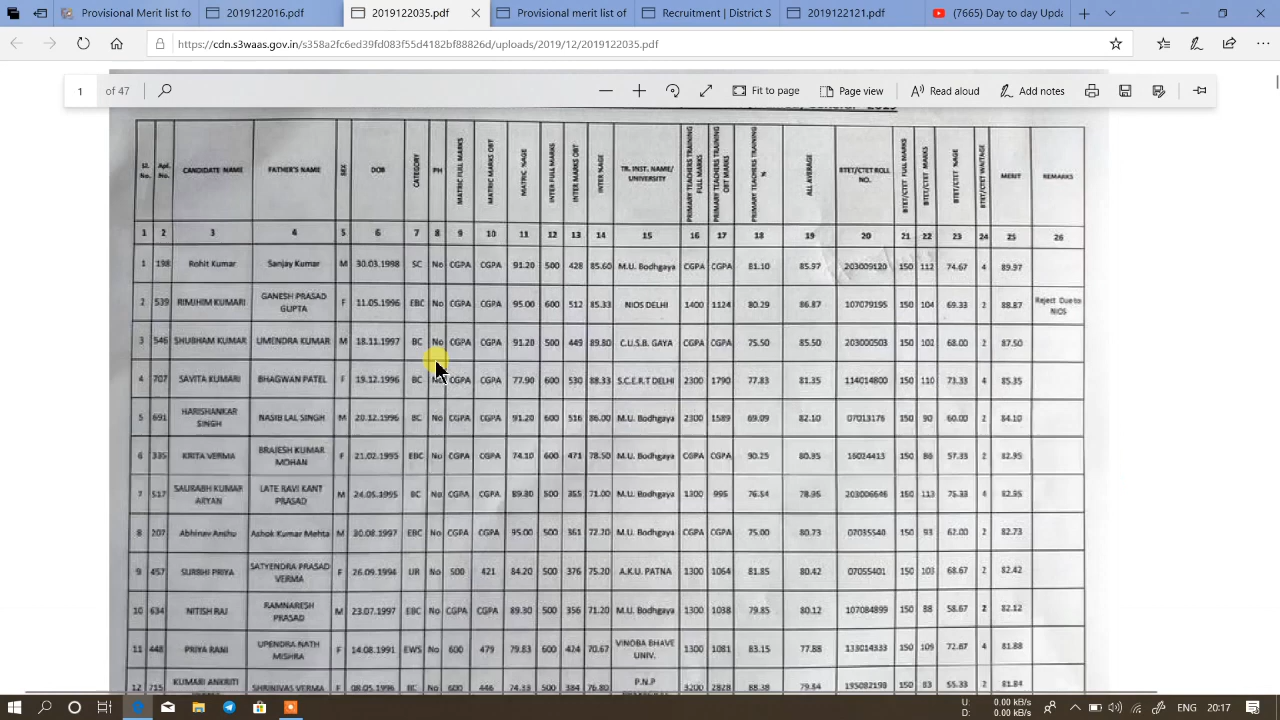 Provisional Merit list fo
2019122016.pdf
2019122035.pdf
Provisional merit list of
Recruitment | District S
2019122121.pdf
(7665) Day to day Upda
https://cdn.s3waas.gov.in/s358a2fc6ed39fd083f55d4182bf88826d/uploads/2019/12/2019122035.pdf
1 of 47 Fit to page Page view Read aloud Add notes
Sl. No. Apl. No. CANDIDATE NAME FATHER'S NAME SEX DOB CATEGORY PH MATRIC FULL MARKS MATRIC MARKS OBT MATRIC %AGE INTER FULL MARKS INTER MARKS OBT INTER %AGE TR. INST. NAME/ UNIVERSITY PRIMARY TEACHERS TRAINING FULL MARKS PRIMARY TEACHERS TRAINING OBT MARKS PRIMARY TEACHERS TRAINING % ALL AVERAGE BTET/CTET ROLL NO. BTET/CTET FULL MARKS BTET/CTET MARKS BTET/CTET %AGE BTET/CTET WAITAGE MERIT REMARKS
1 2 3 4 5 6 7 8 9 10 11 12 13 14 15 16 17 18 19 20 21 22 23 24 25 26
1 198 Rohit Kumar Sanjay Kumar M 30.03.1998 SC No CGPA CGPA 91.20 500 428 85.60 M.U. Bodhgaya CGPA CGPA 81.10 85.97 203009120 150 112 74.67 4 89.97
2 539 RIMJHIM KUMARI GANESH PRASAD GUPTA F 11.05.1996 EBC No CGPA CGPA 95.00 600 512 85.33 NIOS DELHI 1400 1124 80.29 86.87 107079195 150 104 69.33 2 88.87 Reject Due to NIOS
3 546 SHUBHAM KUMAR UMENDRA KUMAR M 18.11.1997 BC No CGPA CGPA 91.20 500 449 89.80 C.U.S.B. GAYA CGPA CGPA 75.50 85.50 203000503 150 102 68.00 2 87.50
4 707 SAVITA KUMARI BHAGWAN PATEL F 19.12.1996 BC CGPA CGPA 77.90 600 530 88.33 S.C.E.R.T DELHI 2300 1790 77.83 81.35 114014800 150 110 73.33 4 85.35
5 691 HARISHANKAR SINGH NASIB LAL SINGH M 20.12.1996 BC No CGPA CGPA 91.20 600 516 86.00 M.U. Bodhgaya 2300 1589 69.09 82.10 07013176 150 90 60.00 2 84.10
6 335 KRITA VERMA BRAJESH KUMAR MOHAN F 21.02.1995 EBC No CGPA CGPA 74.10 600 471 78.50 M.U. Bodhgaya CGPA CGPA 90.25 80.95 16024413 150 86 57.33 2 82.95
7 517 SAURABH KUMAR ARYAN LATE RAVI KANT PRASAD M 24.05.1995 BC No CGPA CGPA 89.30 500 355 71.00 M.U. Bodhgaya 1300 995 76.54 78.95 203006646 150 113 75.33 4 82.95
8 207 Abhinav Anshu Ashok Kumar Mehta M 30.08.1997 EBC No CGPA CGPA 95.00 500 361 72.20 M.U. Bodhgaya CGPA CGPA 75.00 80.73 07035540 150 93 62.00 2 82.73
9 457 SURBHI PRIYA SATYENDRA PRASAD VERMA F 26.09.1994 UR No 500 421 84.20 500 376 75.20 A.K.U. PATNA 1300 1064 81.85 80.42 07055401 150 103 68.67 2 82.42
10 634 NITISH RAJ RAMNARESH PRASAD M 23.07.1997 EBC No CGPA CGPA 89.30 500 356 71.20 M.U. Bodhgaya 1300 1038 79.85 80.12 107084899 150 88 58.67 2 82.12
11 448 PRIYA RANI UPENDRA NATH MISHRA F 14.08.1991 EWS No 600 479 79.83 600 424 70.67 VINOBA BHAVE UNIV. 1300 1081 83.15 77.88 133014333 150 109 72.67 4 81.88
12 715 KUMARI ANKRITI SHRINIVAS VERMA F 08.05.1996 BC No 600 446 74.33 500 384 76.80 P.N.P 3200 2828 88.38 79.84 195082193 150 83 55.33 2 81.84
U: 0.00 kB/s
D: 0.00 kB/s
ENG 20:17